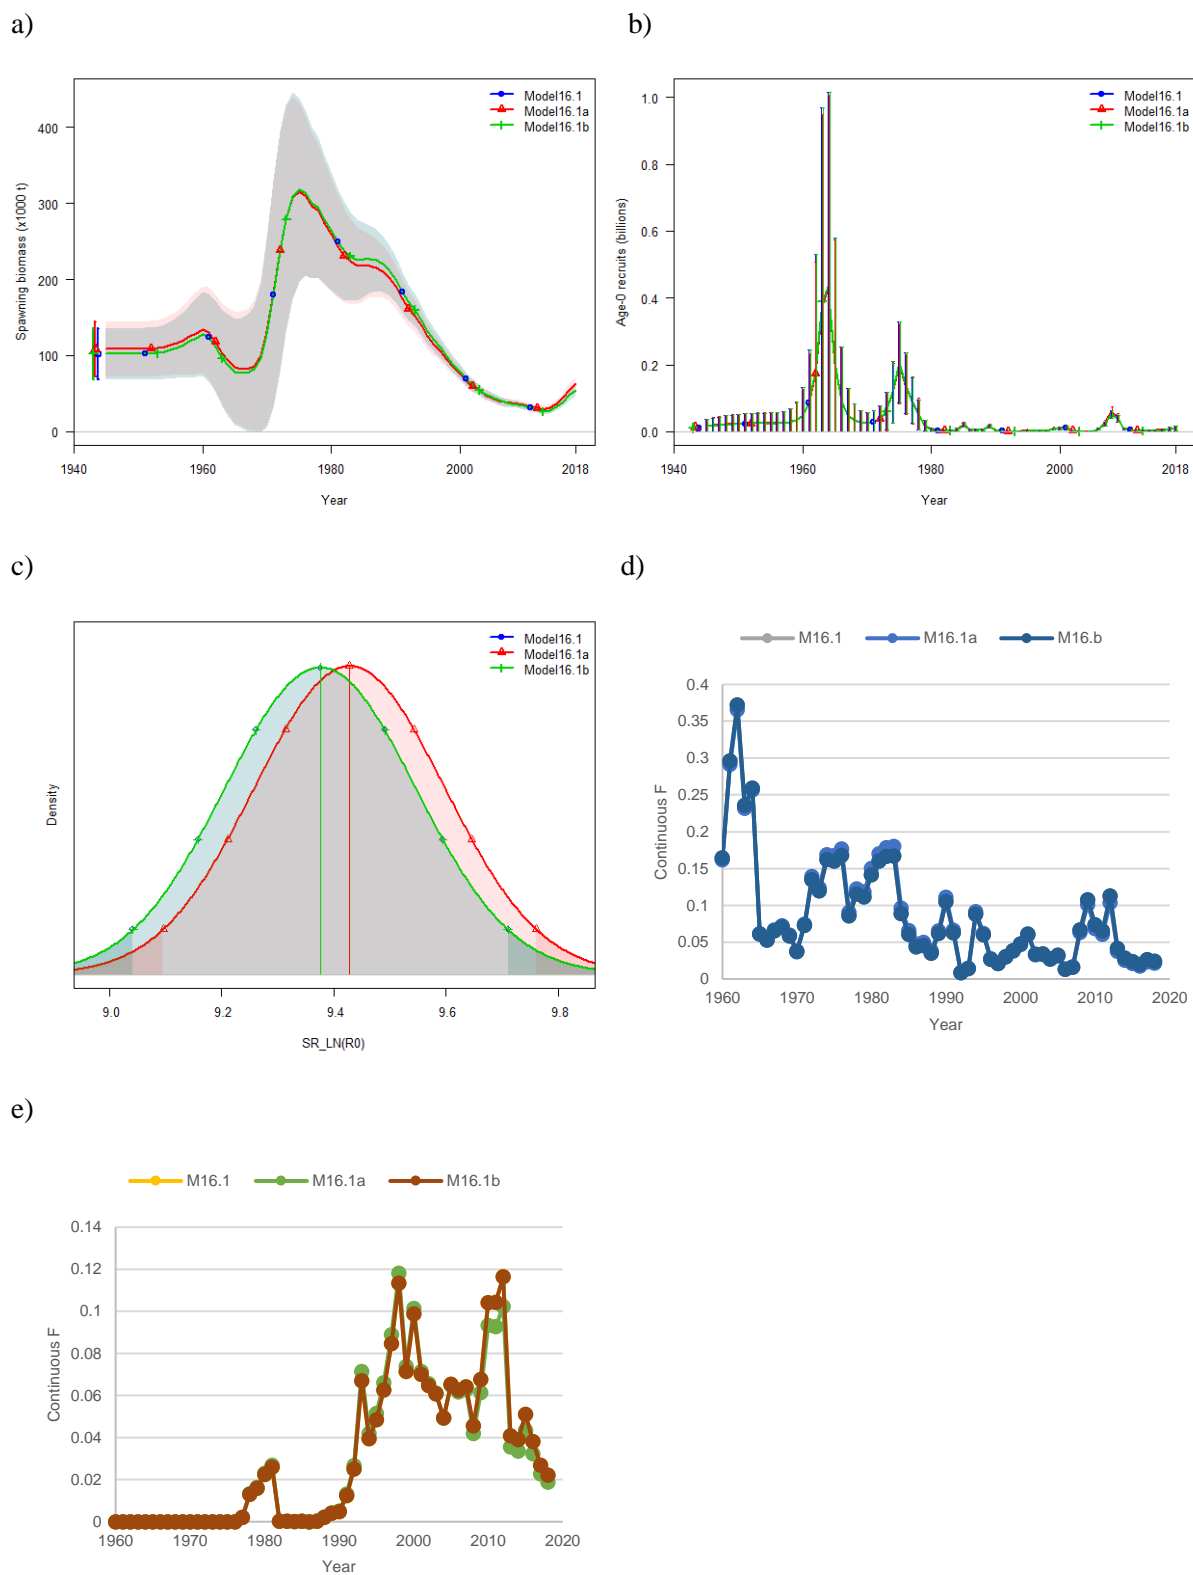 a)
b)
Model16.1
Model16.1a
Model16.1b
Spawning biomass (x1000 t)
400
300
200
100
0
1940 1960 1980 2000 2018
Year
Model16.1
Model16.1a
Model16.1b
Age-0 recruits (billions)
1.0
0.8
0.6
0.4
0.2
0.0
1940 1960 1980 2000 2018
Year
c)
d)
Model16.1
Model16.1a
Model16.1b
Density
9.0 9.2 9.4 9.6 9.8
SR_LN(R0)
M16.1 M16.1a M16.b
Continuous F
0.4
0.35
0.3
0.25
0.2
0.15
0.1
0.05
0
1960 1970 1980 1990 2000 2010 2020
Year
e)
M16.1 M16.1a M16.1b
Continuous F
0.14
0.12
0.1
0.08
0.06
0.04
0.02
0
1960 1970 1980 1990 2000 2010 2020
Year